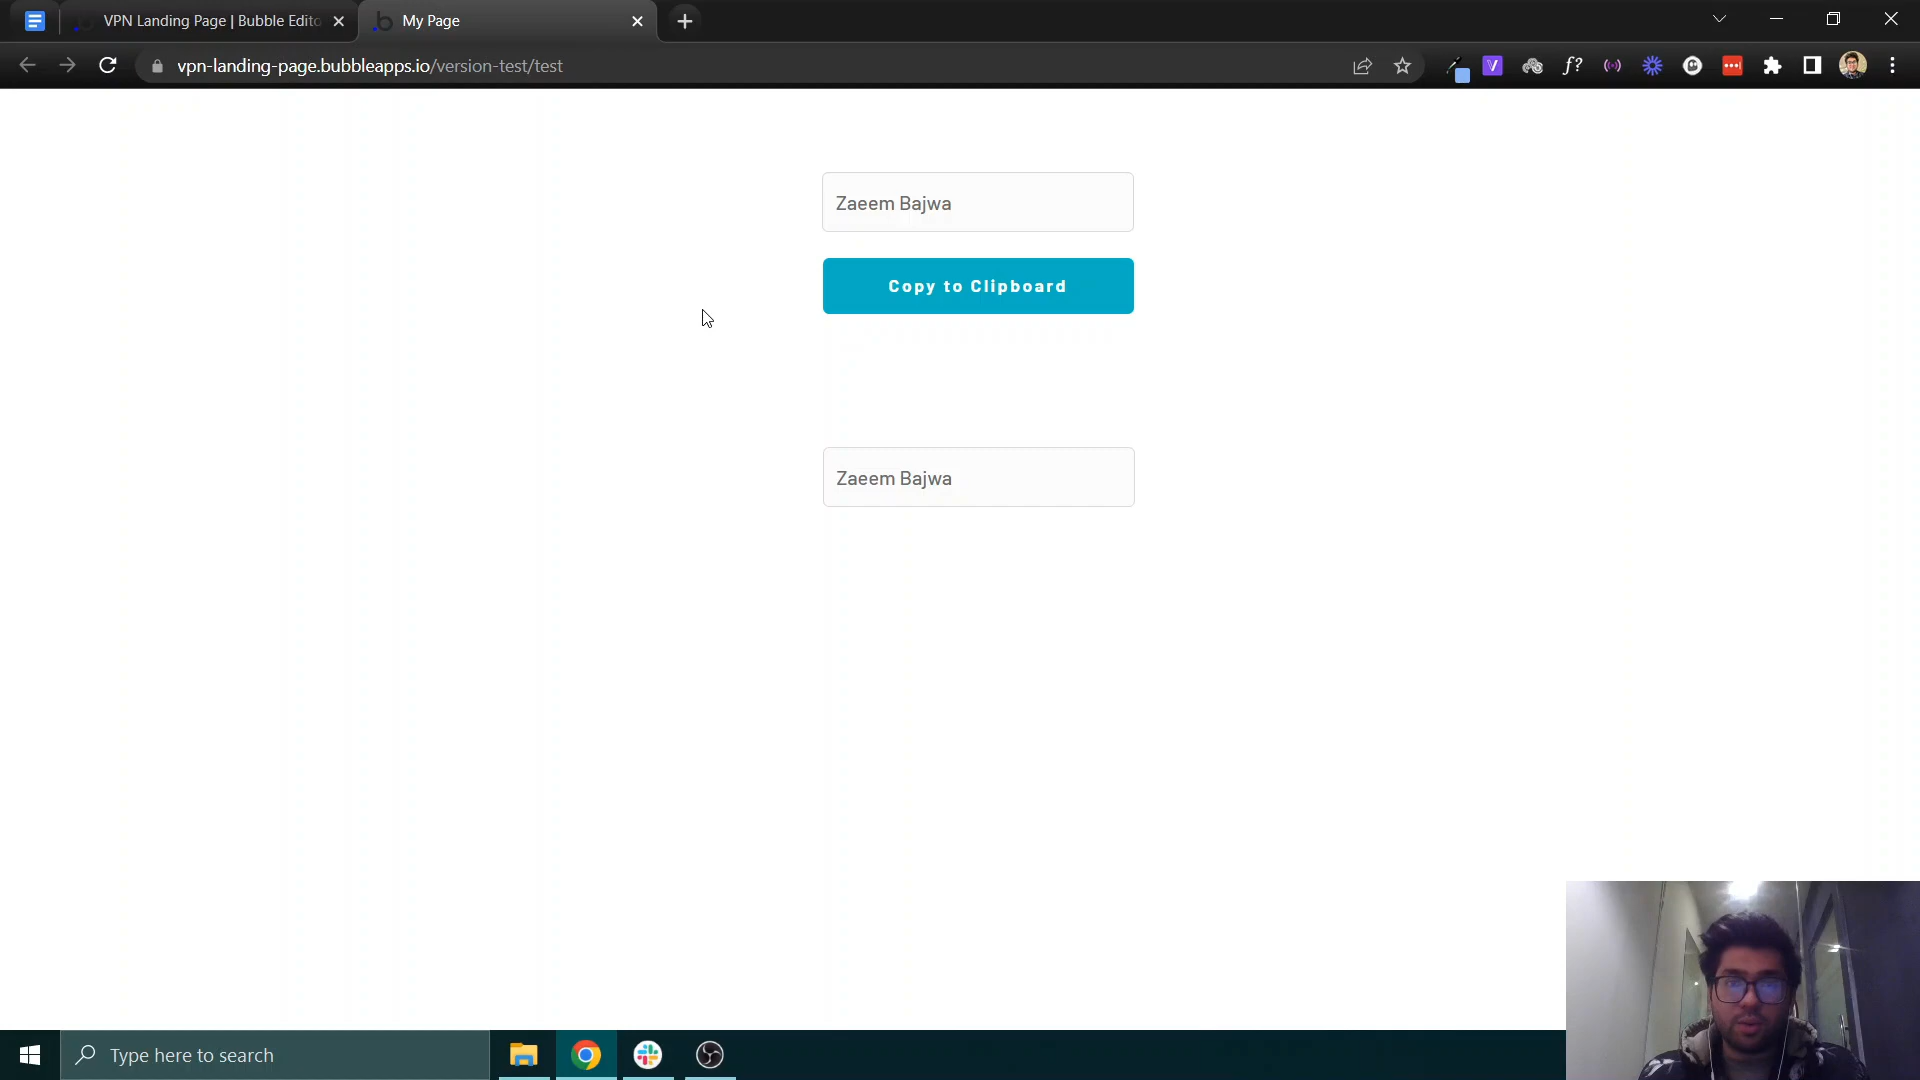 VPN Landing Page | Bubble Edito
My Page
vpn-landing-page.bubbleapps.io/version-test/test
Zaeem Bajwa
Copy to Clipboard
Zaeem Bajwa
Type here to search